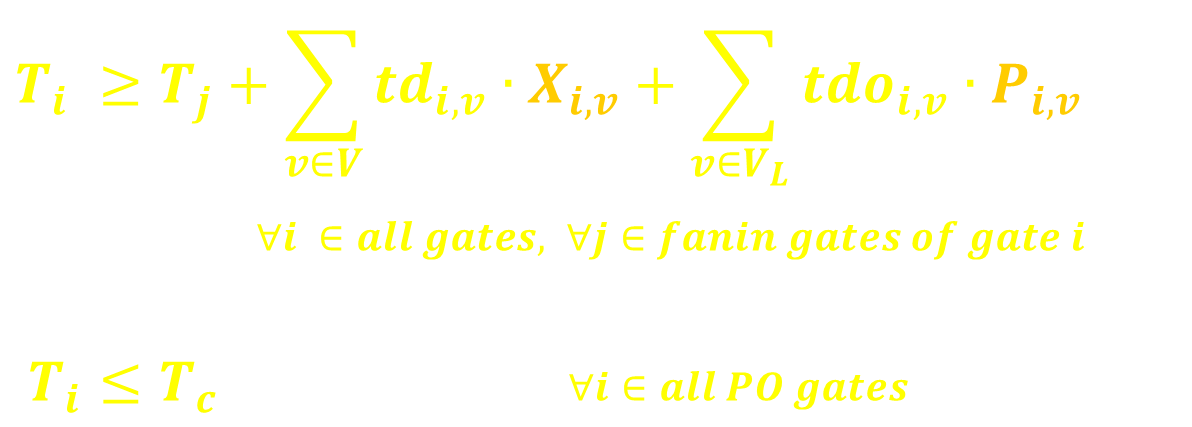 T_i ≥ T_j + ∑_{v∈V} td_{i,v} · X_{i,v} + ∑_{v∈V_L} tdo_{i,v} · P_{i,v}
∀i ∈ all gates, ∀j ∈ fanin gates of gate i
T_i ≤ T_c ∀i ∈ all PO gates